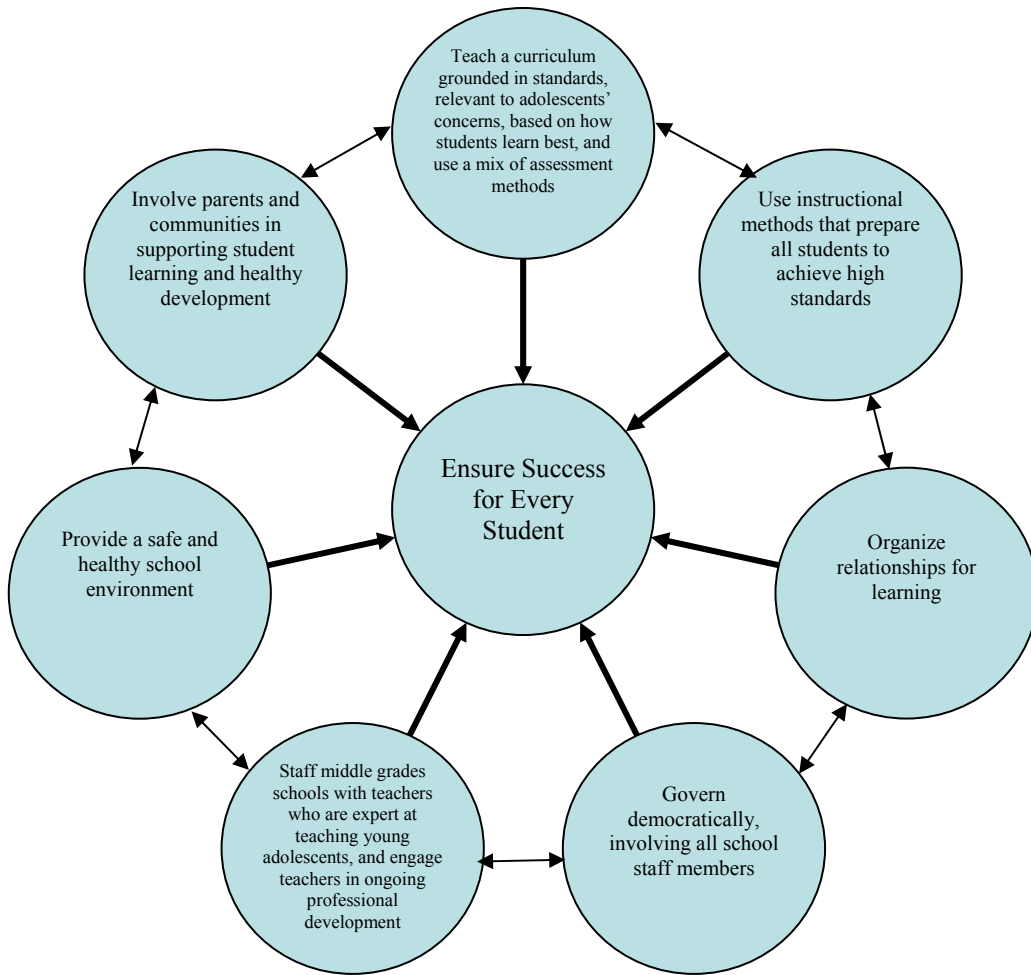 Teach a curriculum
grounded in standards,
relevant to adolescents’
concerns, based on how
students learn best, and
use a mix of assessment
methods
Involve parents and
communities in
supporting student
learning and healthy
development
Use instructional
methods that prepare
all students to
achieve high
standards
Ensure Success
for Every
Student
Provide a safe and
healthy school
environment
Organize
relationships for
learning
Staff middle grades
schools with teachers
who are expert at
teaching young
adolescents, and engage
teachers in ongoing
professional
development
Govern
democratically,
involving all school
staff members